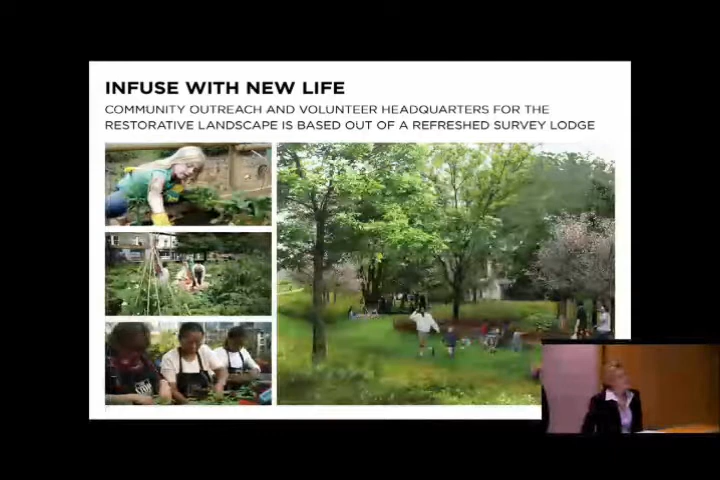 INFUSE WITH NEW LIFE
COMMUNITY OUTREACH AND VOLUNTEER HEADQUARTERS FOR THE
RESTORATIVE LANDSCAPE IS BASED OUT OF A REFRESHED SURVEY LODGE